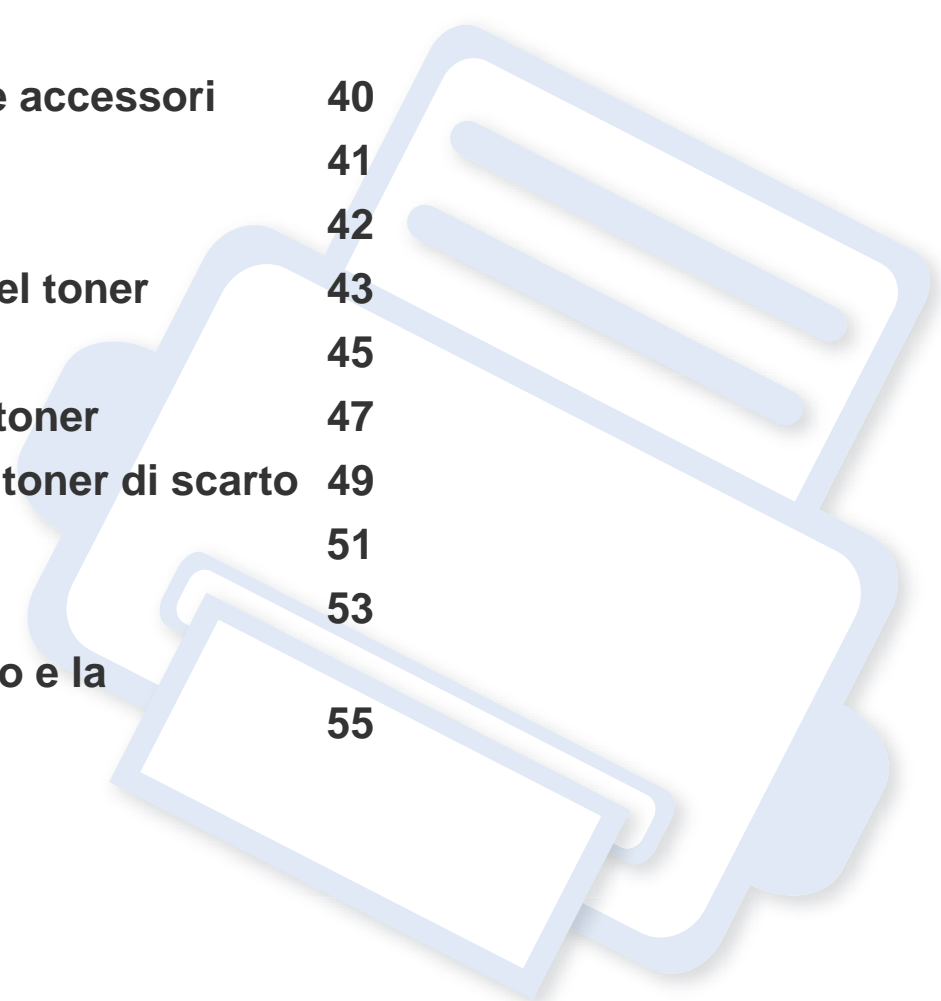 e accessori 40
41
42
el toner 43
45
toner 47
toner di scarto 49
51
53
o e la
55